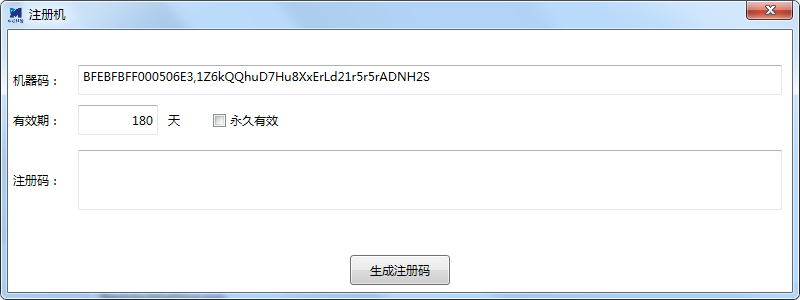 注册机
机器码：
BFEBFBFF000506E3,1Z6kQQhuD7Hu8XxErLd21r5r5rADNH2S
有效期：
180 天
永久有效
注册码：
生成注册码